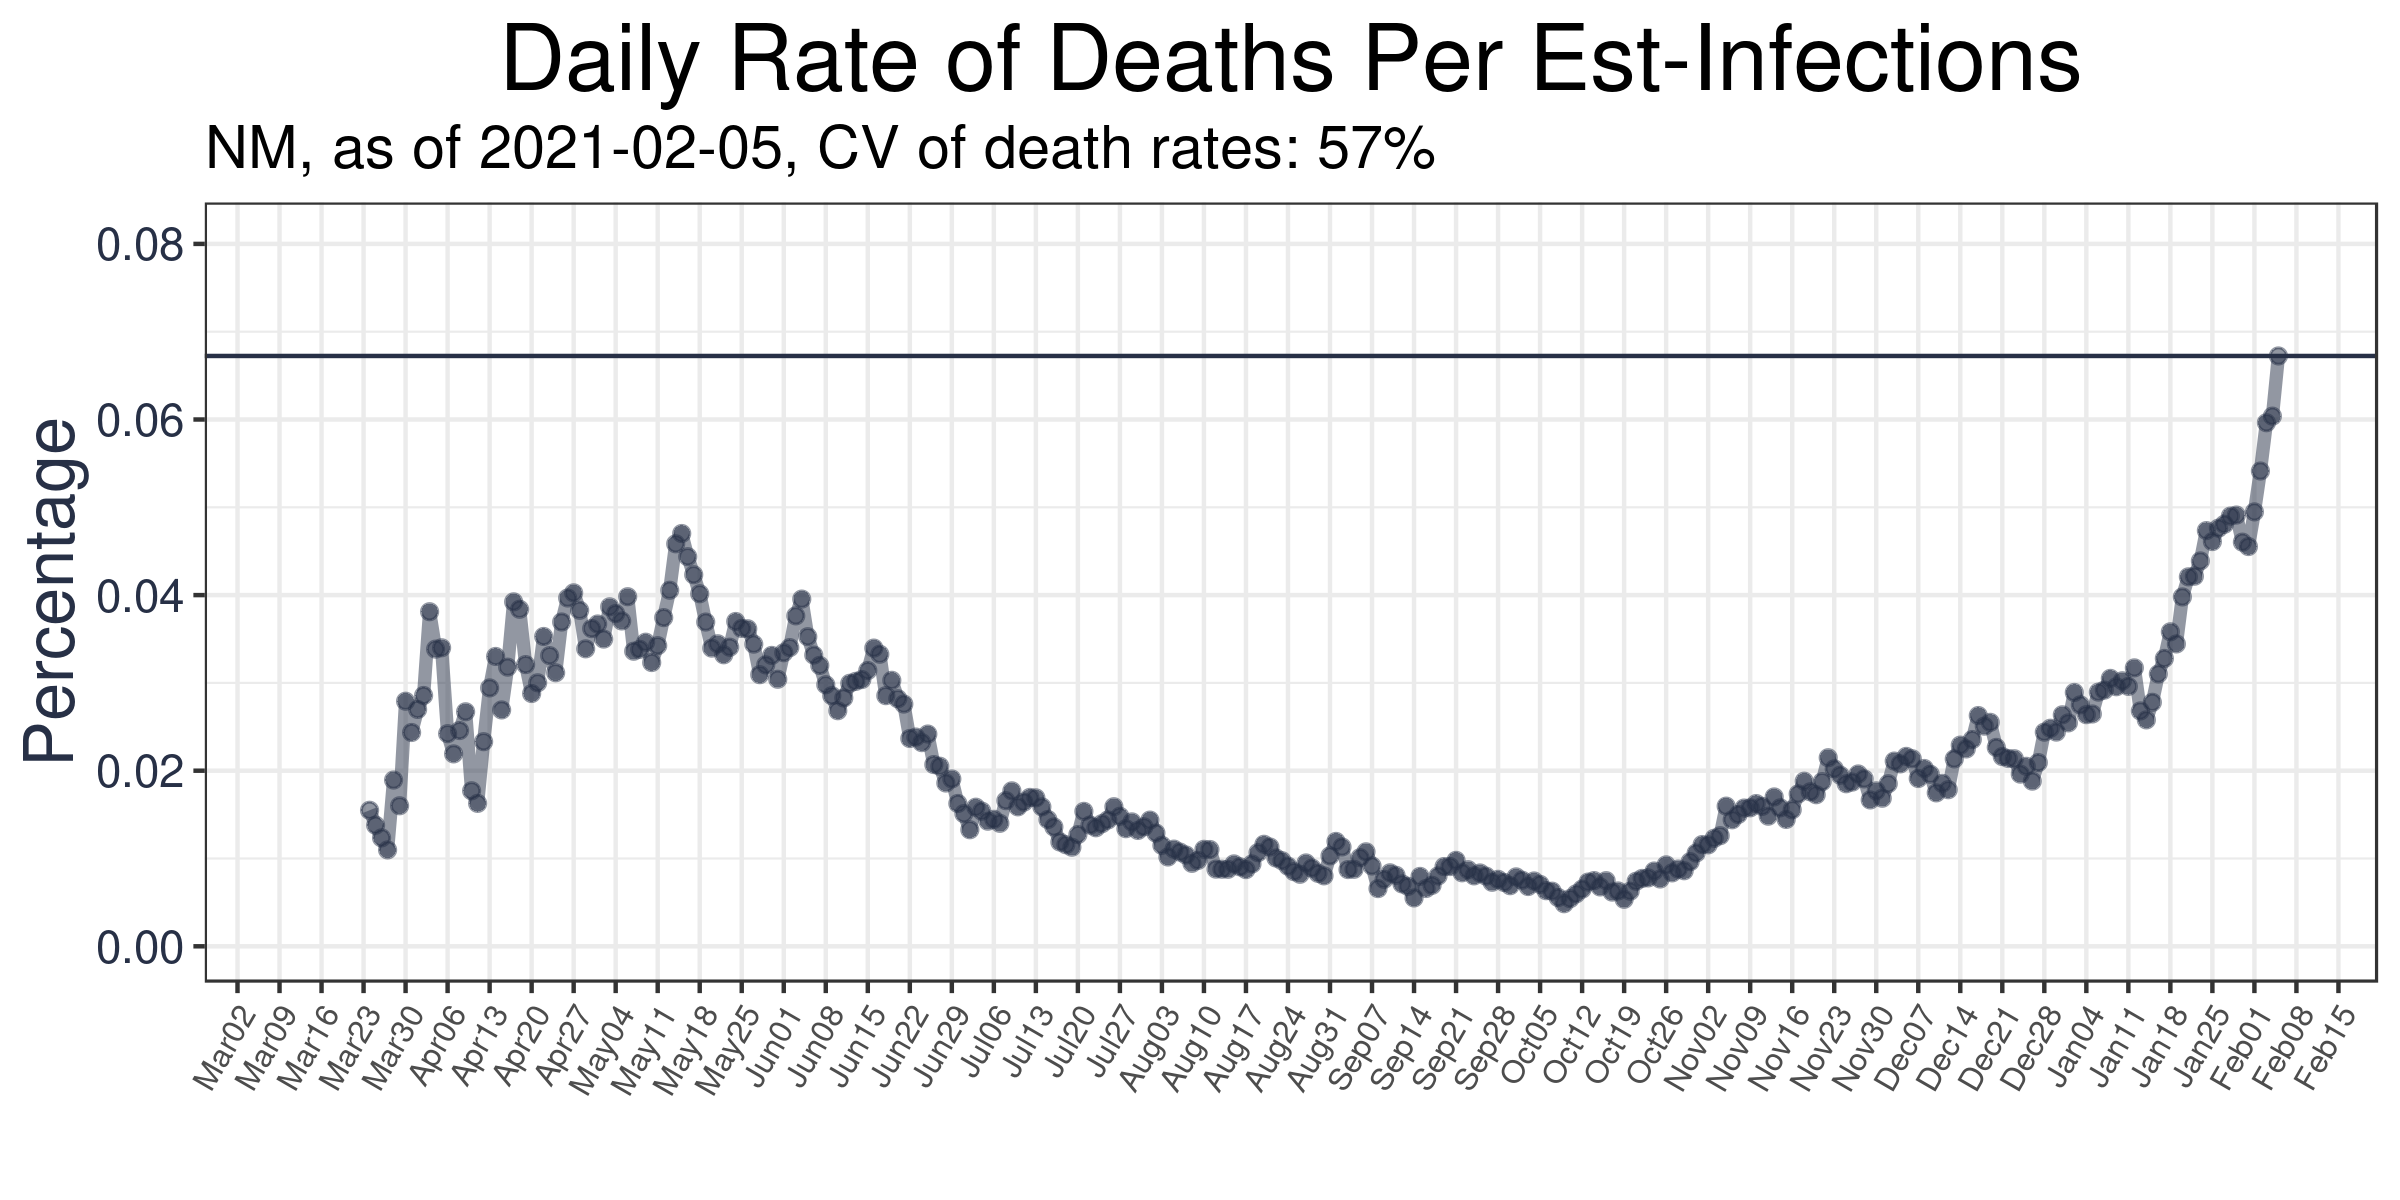 Daily Rate of Deaths Per Est-Infections
NM, as of 2021-02-05, CV of death rates: 57%
Percentage
0.08
0.06
0.04
0.02
0.00
Mar02
Mar09
Mar16
Mar23
Mar30
Apr06
Apr13
Apr20
Apr27
May04
May11
May18
May25
Jun01
Jun08
Jun15
Jun22
Jun29
Jul06
Jul13
Jul20
Jul27
Aug03
Aug10
Aug17
Aug24
Aug31
Sep07
Sep14
Sep21
Sep28
Oct05
Oct12
Oct19
Oct26
Nov02
Nov09
Nov16
Nov23
Nov30
Dec07
Dec14
Dec21
Dec28
Jan04
Jan11
Jan18
Jan25
Feb01
Feb08
Feb15